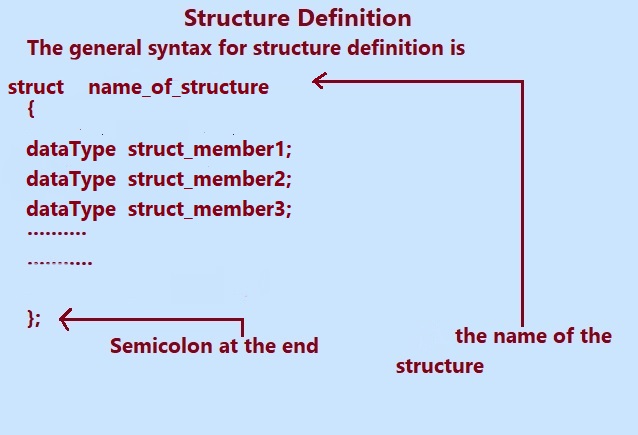 Structure Definition
The general syntax for structure definition is
struct name_of_structure
{
dataType struct_member1;
dataType struct_member2;
dataType struct_member3;
..........
..........
};
Semicolon at the end
the name of the
structure